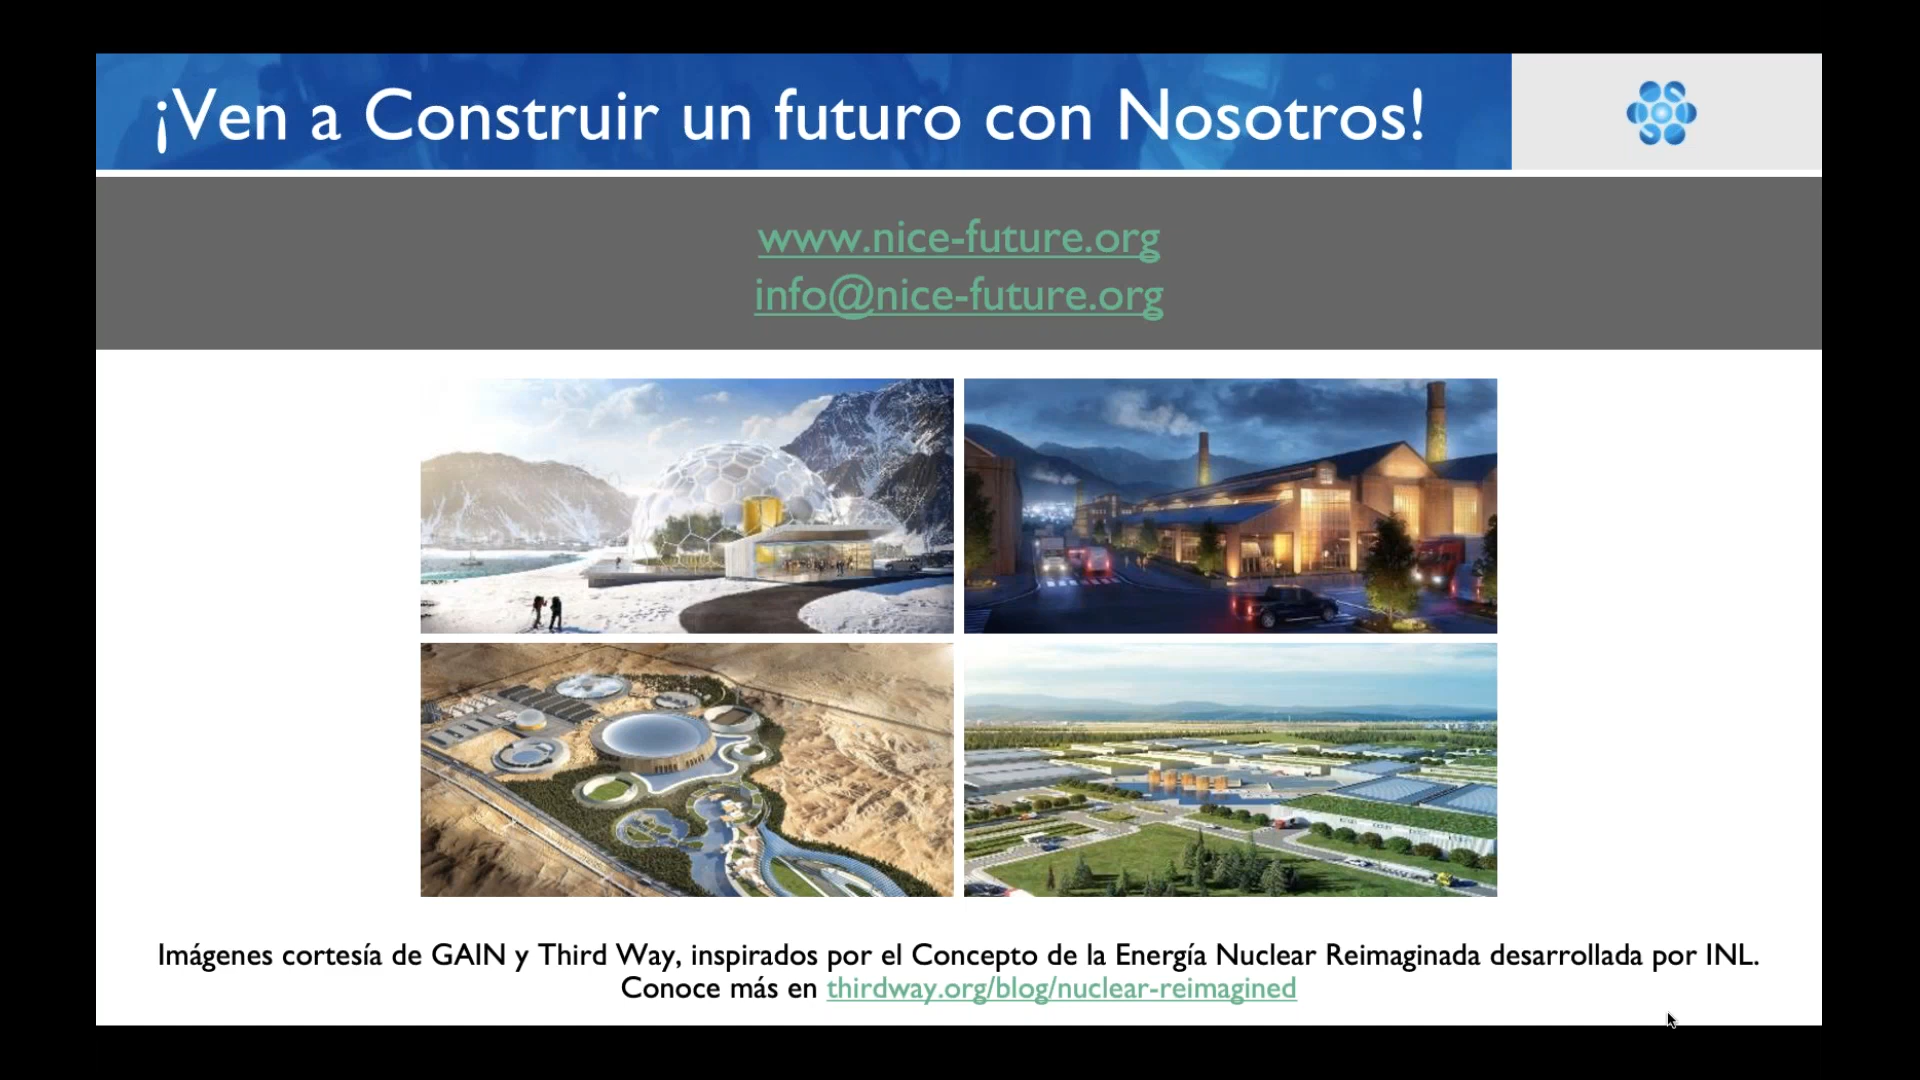 ¡Ven a Construir un futuro con Nosotros!
www.nice-future.org
info@nice-future.org
Imágenes cortesía de GAIN y Third Way, inspirados por el Concepto de la Energía Nuclear Reimaginada desarrollada por INL.
Conoce más en thirdway.org/blog/nuclear-reimagined